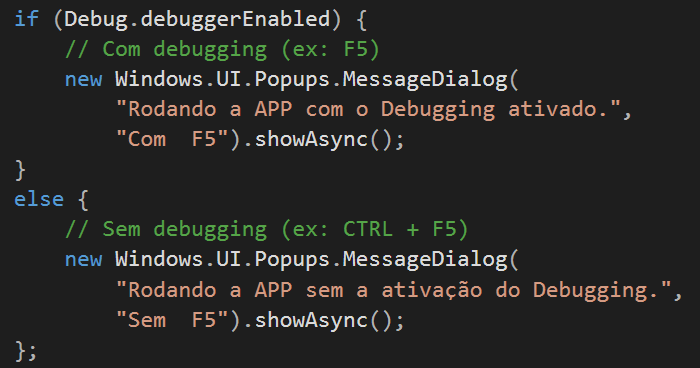 if (Debug.debuggerEnabled) {
    // Com debugging (ex: F5)
    new Windows.UI.Popups.MessageDialog(
        "Rodando a APP com o Debugging ativado.",
        "Com  F5").showAsync();
}
else {
    // Sem debugging (ex: CTRL + F5)
    new Windows.UI.Popups.MessageDialog(
        "Rodando a APP sem a ativação do Debugging.",
        "Sem  F5").showAsync();
};